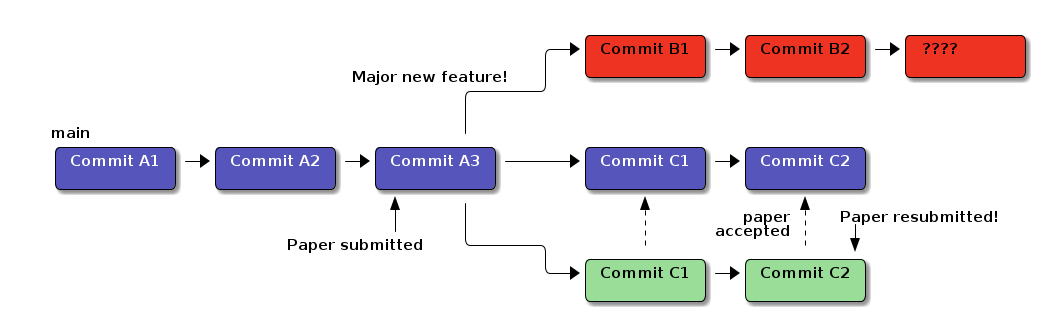 Commit B1
Commit B2
????
Major new feature!
main
Commit A1
Commit A2
Commit A3
Commit C1
Commit C2
Paper submitted
paper
accepted
Paper resubmitted!
Commit C1
Commit C2